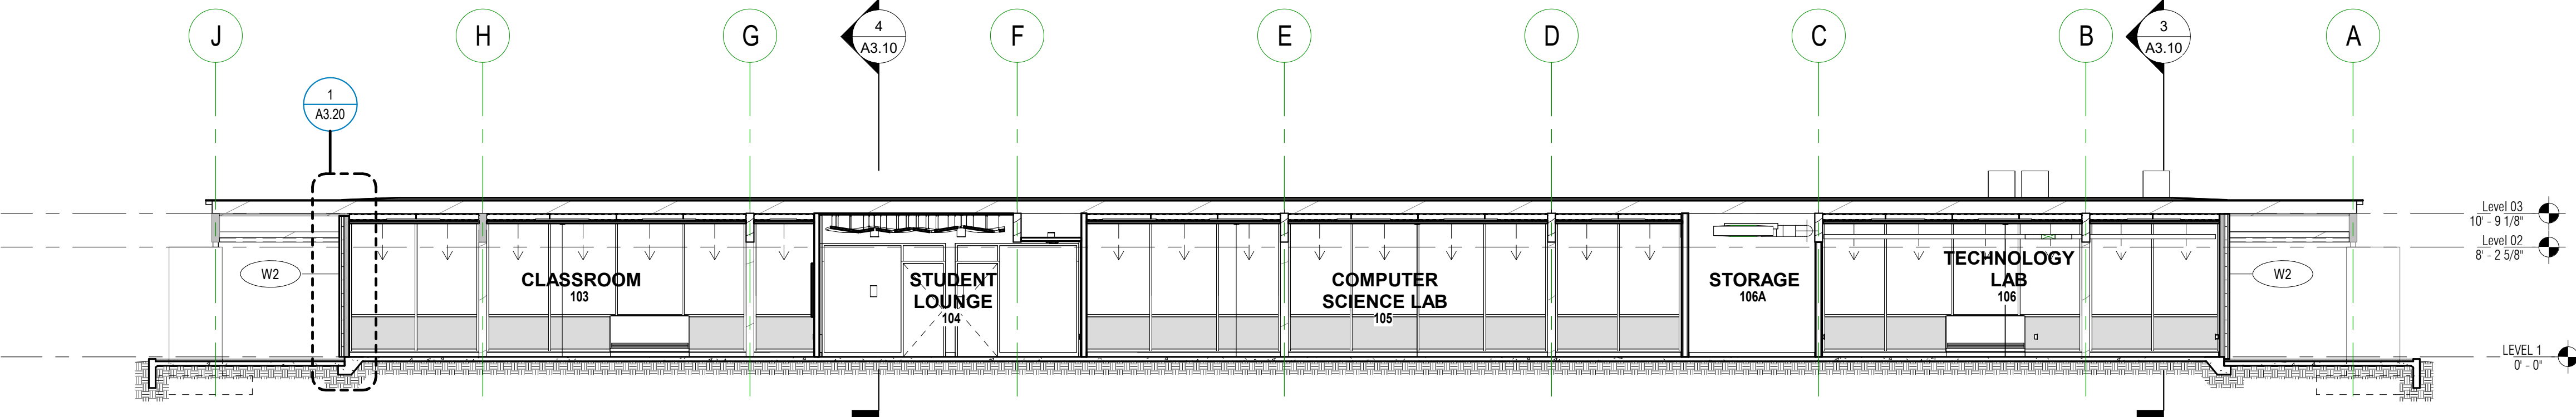 J
H
G
4
A3.10
F
E
D
C
B
3
A3.10
A
1
A3.20
Level 03
10' - 9 1/8"
Level 02
8' - 2 5/8"
W2
CLASSROOM
103
STUDENT
LOUNGE
104
COMPUTER
SCIENCE LAB
105
STORAGE
106A
TECHNOLOGY
LAB
106
W2
LEVEL 1
0' - 0"